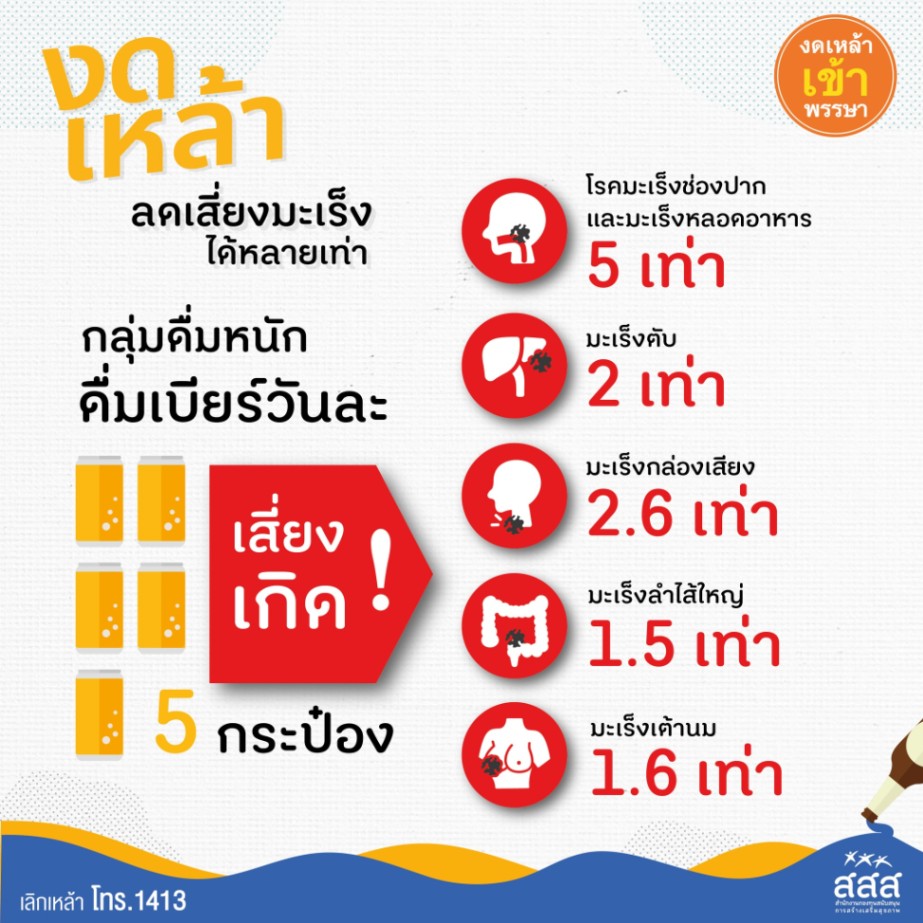 งด
เหล้า
ลดเสี่ยงมะเร็ง
ได้หลายเท่า
งดเหล้า
เข้า
พรรษา
กลุ่มดื่มหนัก
ดื่มเบียร์วันละ
5 กระป๋อง
เสี่ยง
เกิด !
โรคมะเร็งช่องปาก
และมะเร็งหลอดอาหาร
5 เท่า
มะเร็งตับ
2 เท่า
มะเร็งกล่องเสียง
2.6 เท่า
มะเร็งลำไส้ใหญ่
1.5 เท่า
มะเร็งเต้านม
1.6 เท่า
เลิกเหล้า โทร.1413
สสส
สำนักงานกองทุนสนับสนุน
การสร้างเสริมสุขภาพ